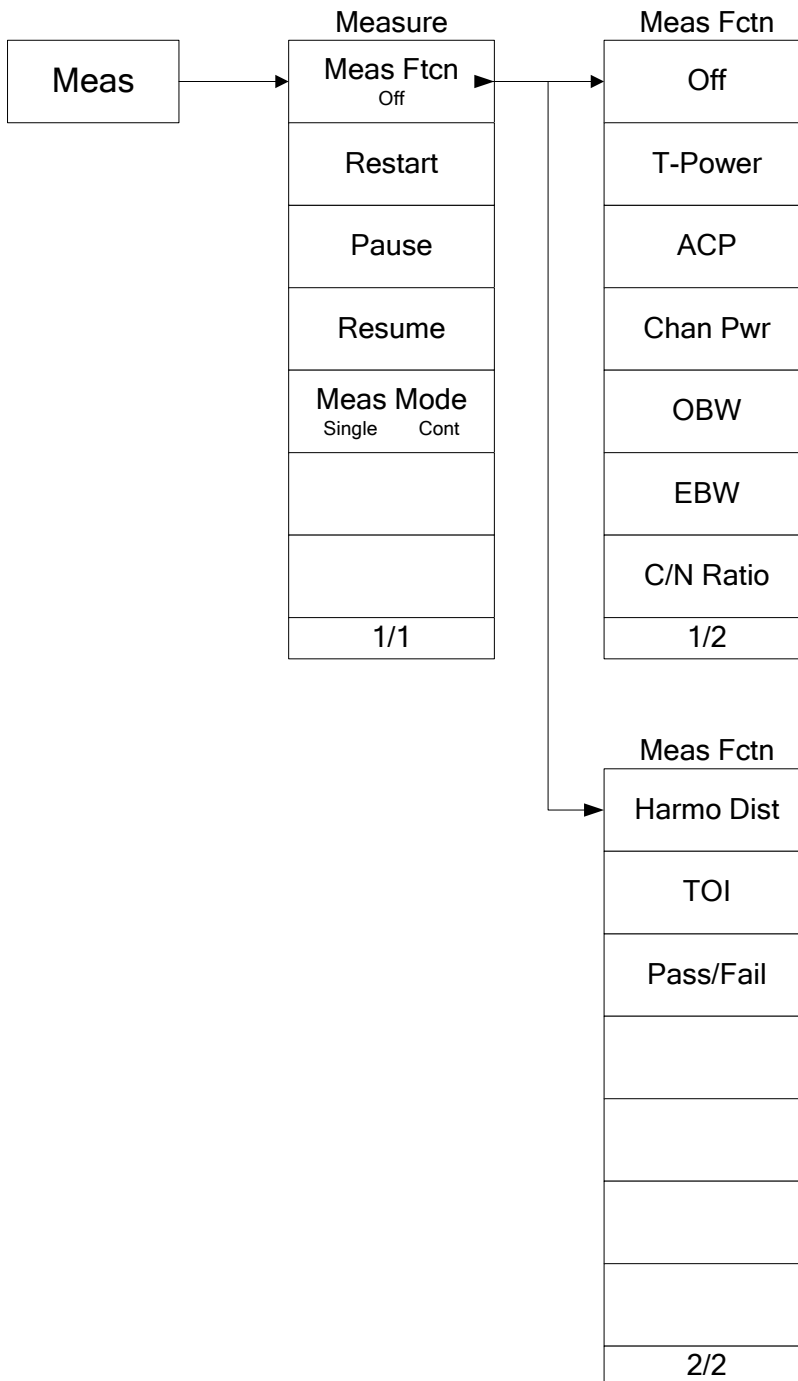 Meas
Measure
Meas Ftcn
Off
Restart
Pause
Resume
Meas Mode
Single Cont
1/1
Meas Fctn
Off
T-Power
ACP
Chan Pwr
OBW
EBW
C/N Ratio
1/2
Meas Fctn
Harmo Dist
TOI
Pass/Fail
2/2